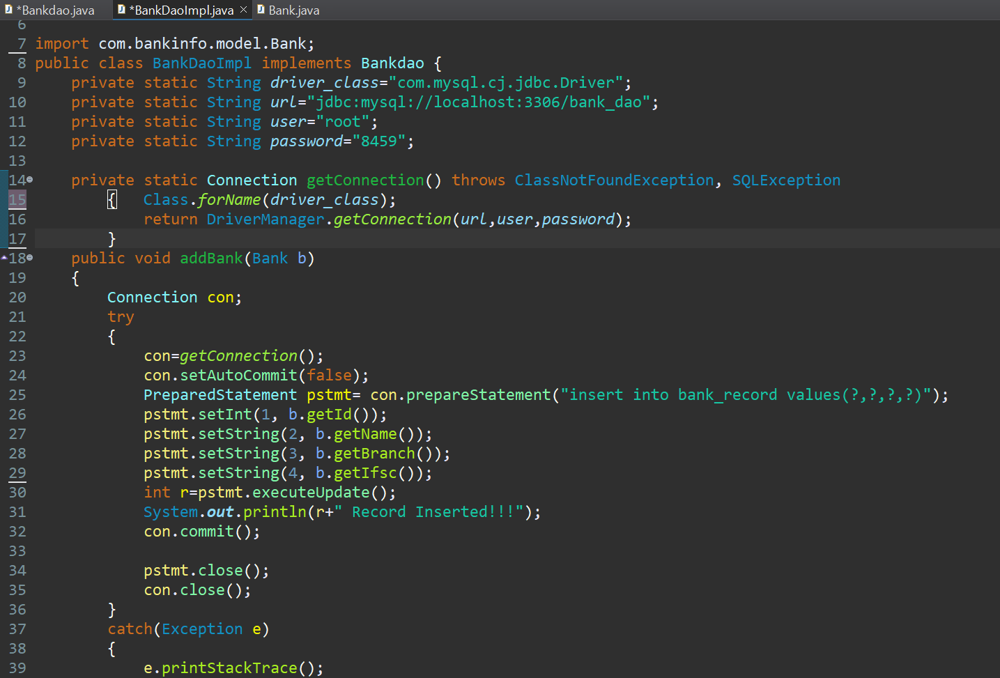 *Bankdao.java *BankDaoImpl.java Bank.java
6
7 import com.bankinfo.model.Bank;
8 public class BankDaoImpl implements Bankdao {
9     private static String driver_class="com.mysql.cj.jdbc.Driver";
10     private static String url="jdbc:mysql://localhost:3306/bank_dao";
11     private static String user="root";
12     private static String password="8459";
13
14     private static Connection getConnection() throws ClassNotFoundException, SQLException
15         {   Class.forName(driver_class);
16             return DriverManager.getConnection(url,user,password);
17         }
18     public void addBank(Bank b)
19     {
20         Connection con;
21         try
22         {
23             con=getConnection();
24             con.setAutoCommit(false);
25             PreparedStatement pstmt= con.prepareStatement("insert into bank_record values(?,?,?,?)");
26             pstmt.setInt(1, b.getId());
27             pstmt.setString(2, b.getName());
28             pstmt.setString(3, b.getBranch());
29             pstmt.setString(4, b.getIfsc());
30             int r=pstmt.executeUpdate();
31             System.out.println(r+" Record Inserted!!!");
32             con.commit();
33
34             pstmt.close();
35             con.close();
36         }
37         catch(Exception e)
38         {
39             e.printStackTrace();